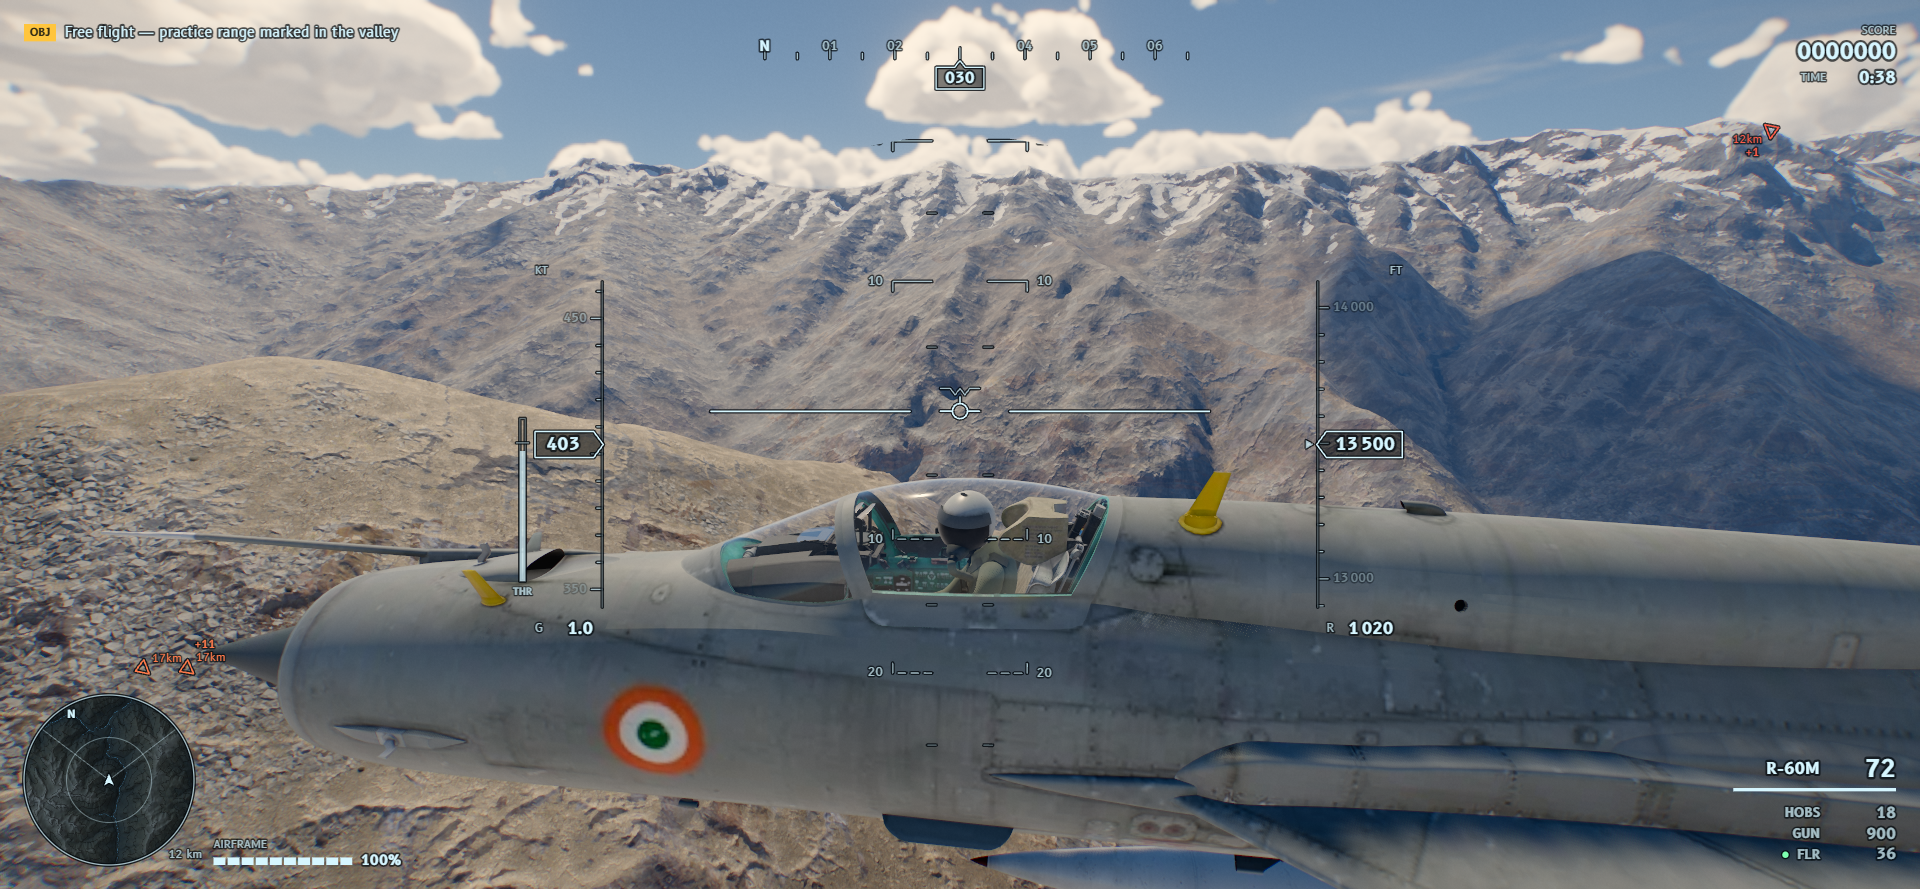 OBJ Free flight — practice range marked in the valley
N 01 02 04 05 06
030
SCORE
0000000
TIME 0:38
12km
+1
KT
FT
10 10
450
14 000
403
13 500
10 10
THR
350
13 000
G 1.0
R 1 020
+11
17km 17km
20 20
N
12 km
AIRFRAME
100%
R-60M 72
HOBS 18
GUN 900
FLR 36